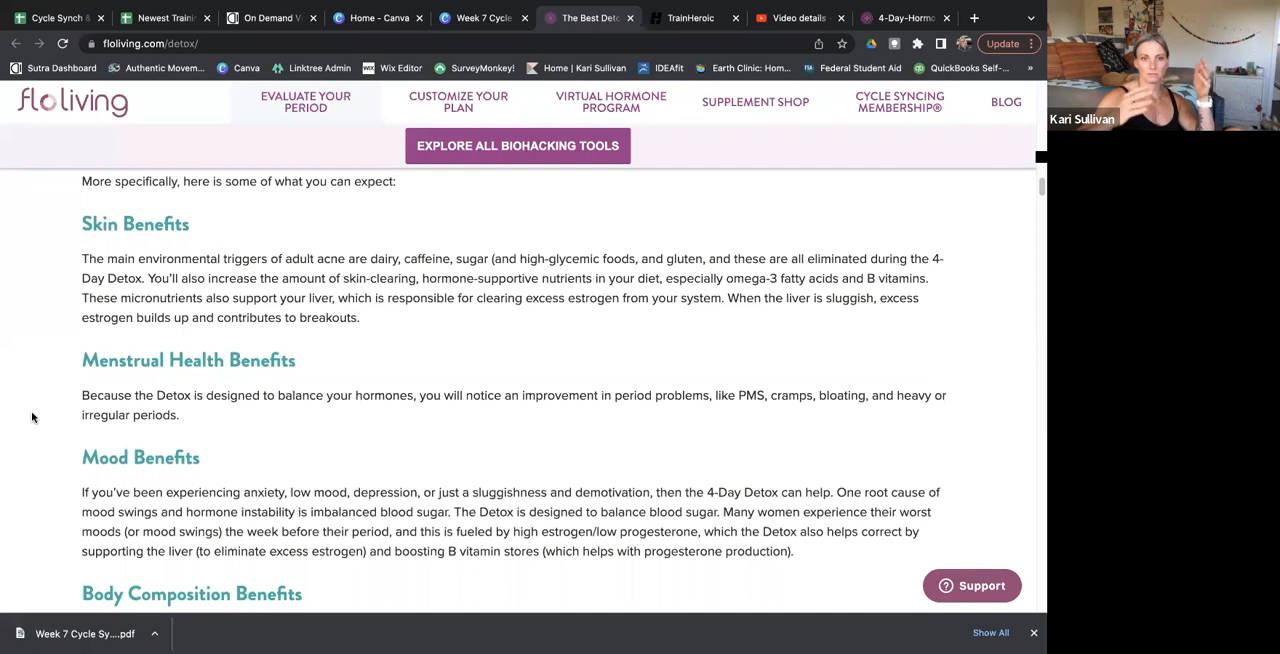 Cycle Synch &
Newest Trainin
On Demand V
Home - Canva
Week 7 Cycle
The Best Deto
TrainHeroic
Video details -
4-Day-Hormo
floliving.com/detox/
Update
Sutra Dashboard
Authentic Movem...
Canva
Linktree Admin
WIX Wix Editor
SurveyMonkey!
Home | Kari Sullivan
IDEAfit
Earth Clinic: Hom...
Federal Student Aid
QuickBooks Self-...
»
Kari Sullivan
flo living
EVALUATE YOUR
PERIOD
CUSTOMIZE YOUR
PLAN
VIRTUAL HORMONE
PROGRAM
SUPPLEMENT SHOP
CYCLE SYNCING
MEMBERSHIP®
BLOG
EXPLORE ALL BIOHACKING TOOLS
More specifically, here is some of what you can expect:
Skin Benefits
The main environmental triggers of adult acne are dairy, caffeine, sugar (and high-glycemic foods, and gluten, and these are all eliminated during the 4-
Day Detox. You'll also increase the amount of skin-clearing, hormone-supportive nutrients in your diet, especially omega-3 fatty acids and B vitamins.
These micronutrients also support your liver, which is responsible for clearing excess estrogen from your system. When the liver is sluggish, excess
estrogen builds up and contributes to breakouts.
Menstrual Health Benefits
Because the Detox is designed to balance your hormones, you will notice an improvement in period problems, like PMS, cramps, bloating, and heavy or
irregular periods.
Mood Benefits
If you've been experiencing anxiety, low mood, depression, or just a sluggishness and demotivation, then the 4-Day Detox can help. One root cause of
mood swings and hormone instability is imbalanced blood sugar. The Detox is designed to balance blood sugar. Many women experience their worst
moods (or mood swings) the week before their period, and this is fueled by high estrogen/low progesterone, which the Detox also helps correct by
supporting the liver (to eliminate excess estrogen) and boosting B vitamin stores (which helps with progesterone production).
Body Composition Benefits
Support
Week 7 Cycle Sy....pdf
Show All